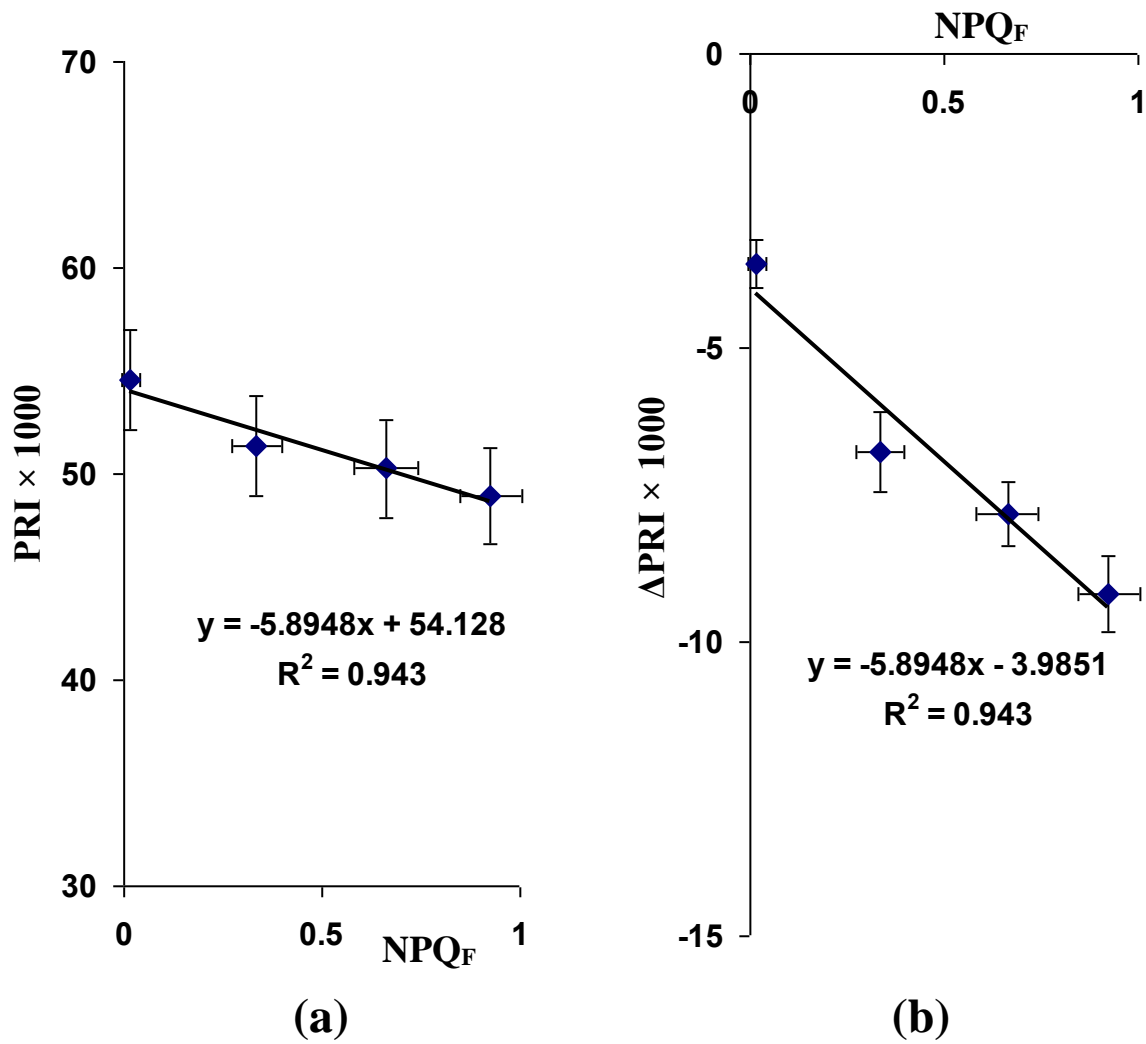 70
60
50
40
30
PRI × 1000
y = -5.8948x + 54.128
R² = 0.943
0 0.5 1
NPQF
(a)
NPQF
0
0 0.5 1
-5
-10
-15
ΔPRI × 1000
y = -5.8948x - 3.9851
R² = 0.943
(b)